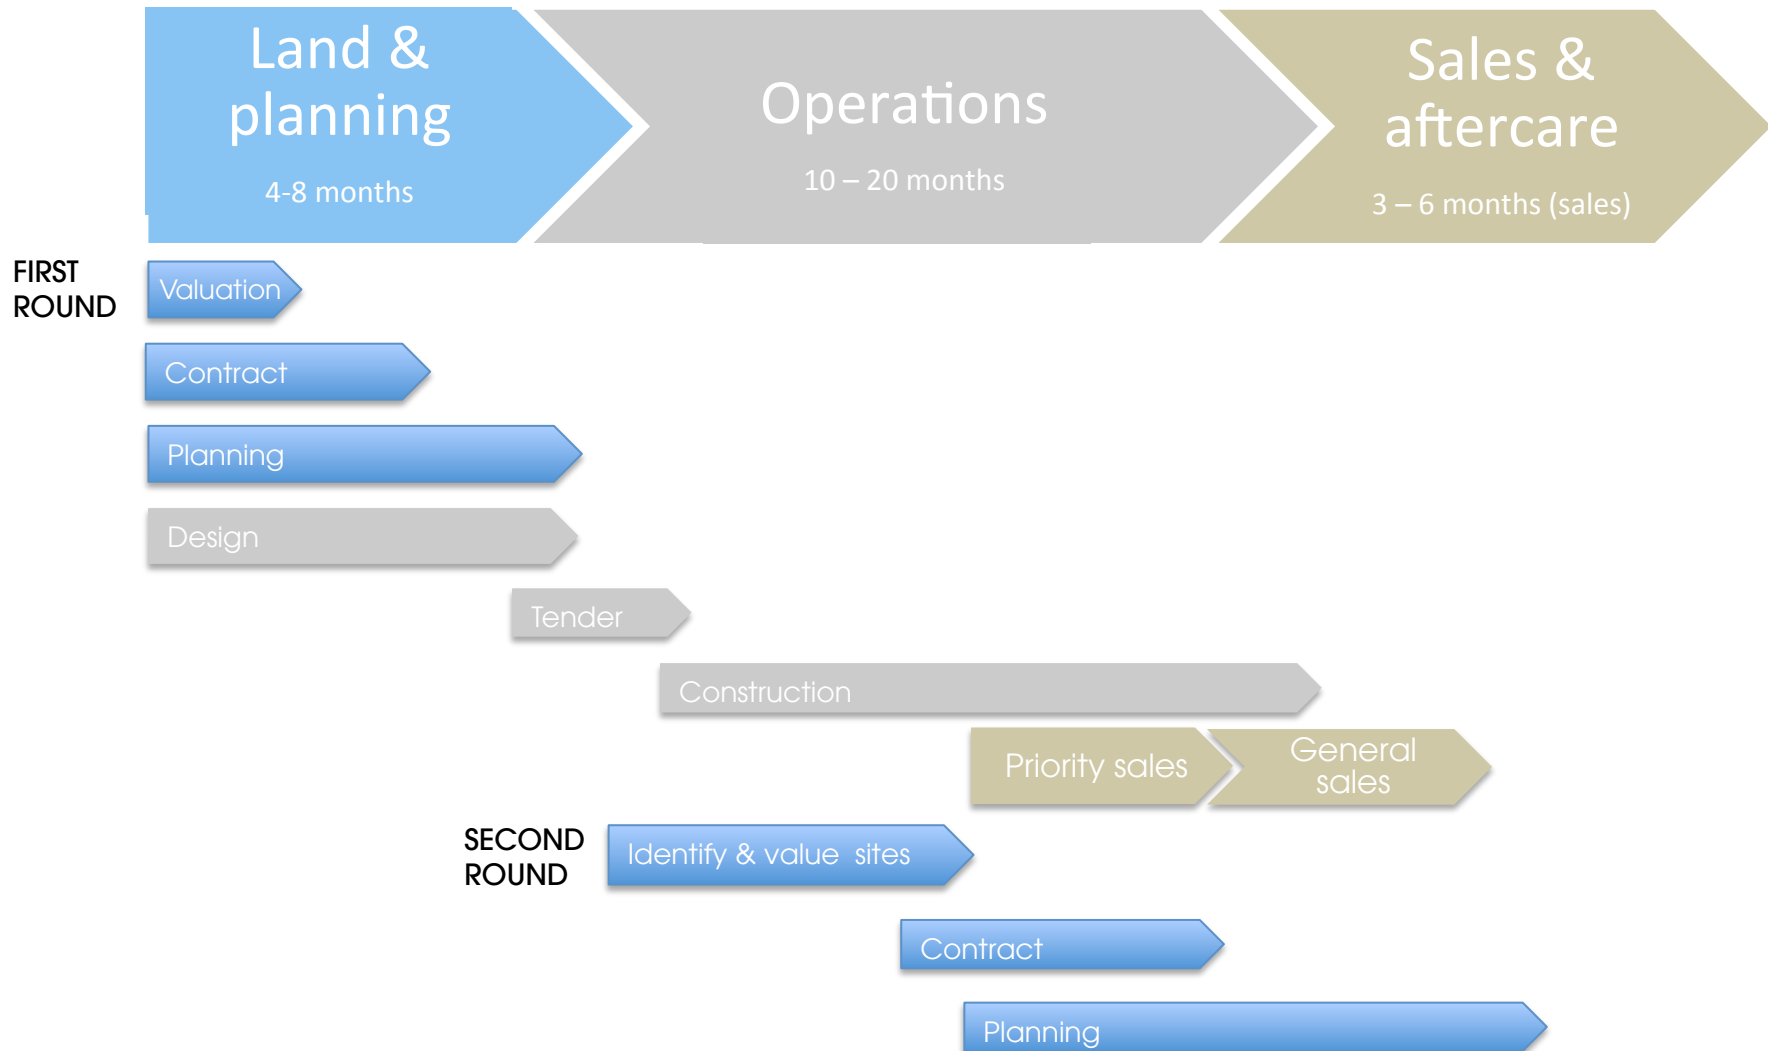 Land &
planning
4-8 months
Operations
10 – 20 months
Sales &
aftercare
3 – 6 months (sales)
FIRST
ROUND
Valuation
Contract
Planning
Design
Tender
Construction
Priority sales
General
sales
SECOND
ROUND
Identify & value sites
Contract
Planning